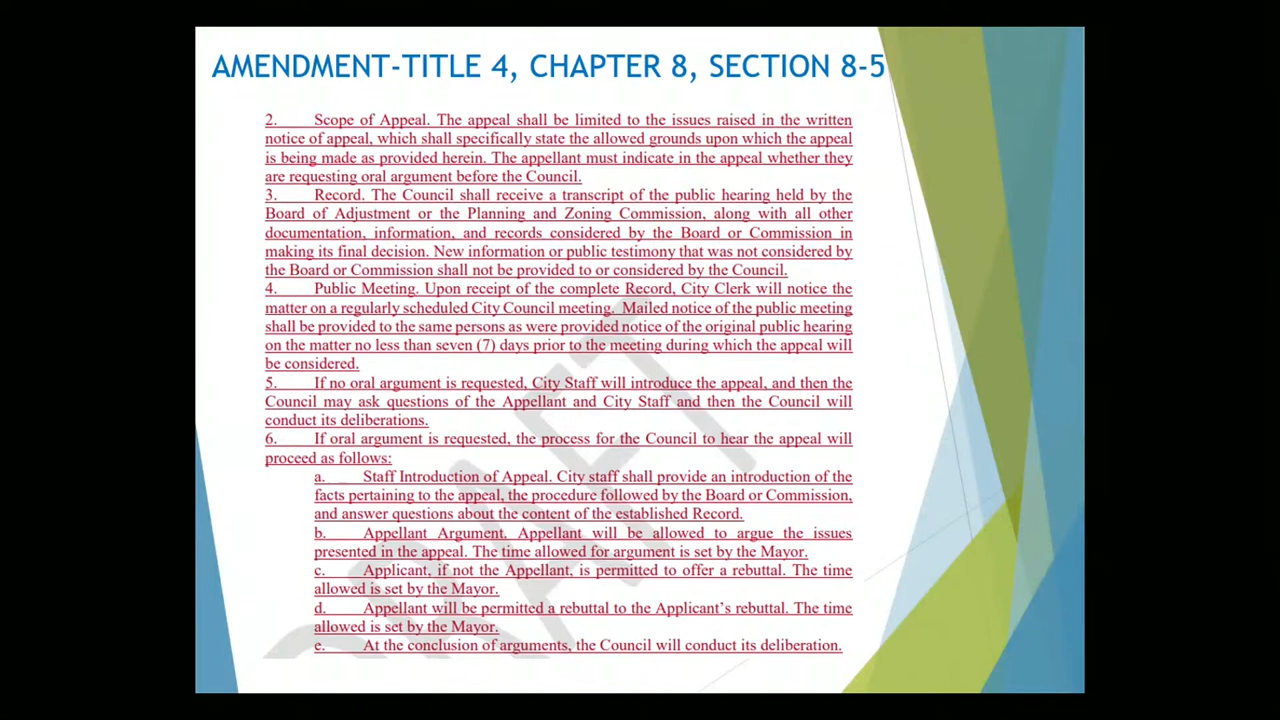 AMENDMENT-TITLE 4, CHAPTER 8, SECTION 8-5
2. Scope of Appeal. The appeal shall be limited to the issues raised in the written
notice of appeal, which shall specifically state the allowed grounds upon which the appeal
is being made as provided herein. The appellant must indicate in the appeal whether they
are requesting oral argument before the Council.
3. Record. The Council shall receive a transcript of the public hearing held by the
Board of Adjustment or the Planning and Zoning Commission, along with all other
documentation, information, and records considered by the Board or Commission in
making its final decision. New information or public testimony that was not considered by
the Board or Commission shall not be provided to or considered by the Council.
4. Public Meeting. Upon receipt of the complete Record, City Clerk will notice the
matter on a regularly scheduled City Council meeting. Mailed notice of the public meeting
shall be provided to the same persons as were provided notice of the original public hearing
on the matter no less than seven (7) days prior to the meeting during which the appeal will
be considered.
5. If no oral argument is requested, City Staff will introduce the appeal, and then the
Council may ask questions of the Appellant and City Staff and then the Council will
conduct its deliberations.
6. If oral argument is requested, the process for the Council to hear the appeal will
proceed as follows:
a. Staff Introduction of Appeal. City staff shall provide an introduction of the
facts pertaining to the appeal, the procedure followed by the Board or Commission,
and answer questions about the content of the established Record.
b. Appellant Argument. Appellant will be allowed to argue the issues
presented in the appeal. The time allowed for argument is set by the Mayor.
c. Applicant, if not the Appellant, is permitted to offer a rebuttal. The time
allowed is set by the Mayor.
d. Appellant will be permitted a rebuttal to the Applicant's rebuttal. The time
allowed is set by the Mayor.
e. At the conclusion of arguments, the Council will conduct its deliberation.
DRAFT